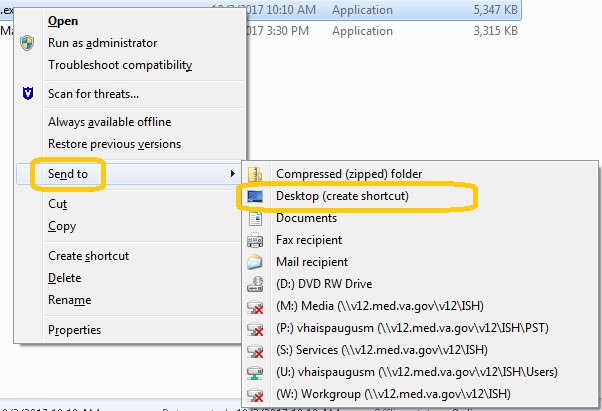 .ex 10:10 AM Application 5,347 KB
Ma 2017 3:30 PM Application 3,315 KB
Open
Run as administrator
Troubleshoot compatibility
Scan for threats...
Always available offline
Restore previous versions
Send to
Cut
Copy
Create shortcut
Delete
Rename
Properties
Compressed (zipped) folder
Desktop (create shortcut)
Documents
Fax recipient
Mail recipient
(D:) DVD RW Drive
(M:) Media (\\v12.med.va.gov\v12\ISH)
(P:) vhaispaugusm (\\v12.med.va.gov\v12\ISH\PST)
(S:) Services (\\v12.med.va.gov\v12\ISH)
(U:) vhaispaugusm (\\v12.med.va.gov\v12\ISH\Users)
(W:) Workgroup (\\v12.med.va.gov\v12\ISH)